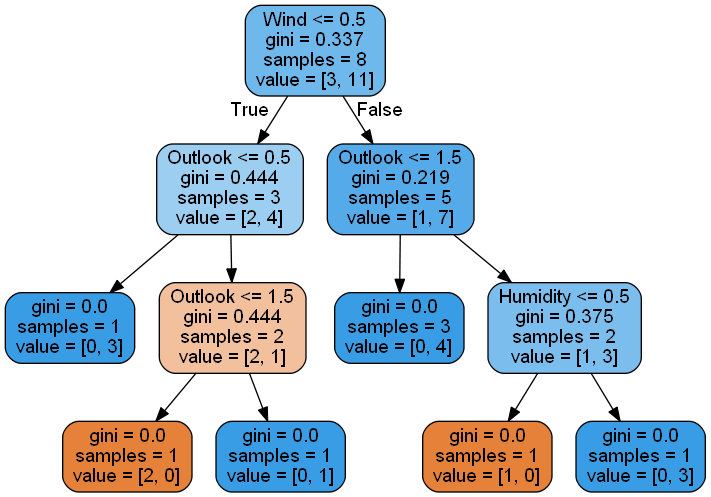 Wind <= 0.5
gini = 0.337
samples = 8
value = [3, 11]
True
False
Outlook <= 0.5
gini = 0.444
samples = 3
value = [2, 4]
Outlook <= 1.5
gini = 0.219
samples = 5
value = [1, 7]
gini = 0.0
samples = 1
value = [0, 3]
Outlook <= 1.5
gini = 0.444
samples = 2
value = [2, 1]
gini = 0.0
samples = 3
value = [0, 4]
Humidity <= 0.5
gini = 0.375
samples = 2
value = [1, 3]
gini = 0.0
samples = 1
value = [2, 0]
gini = 0.0
samples = 1
value = [0, 1]
gini = 0.0
samples = 1
value = [1, 0]
gini = 0.0
samples = 1
value = [0, 3]